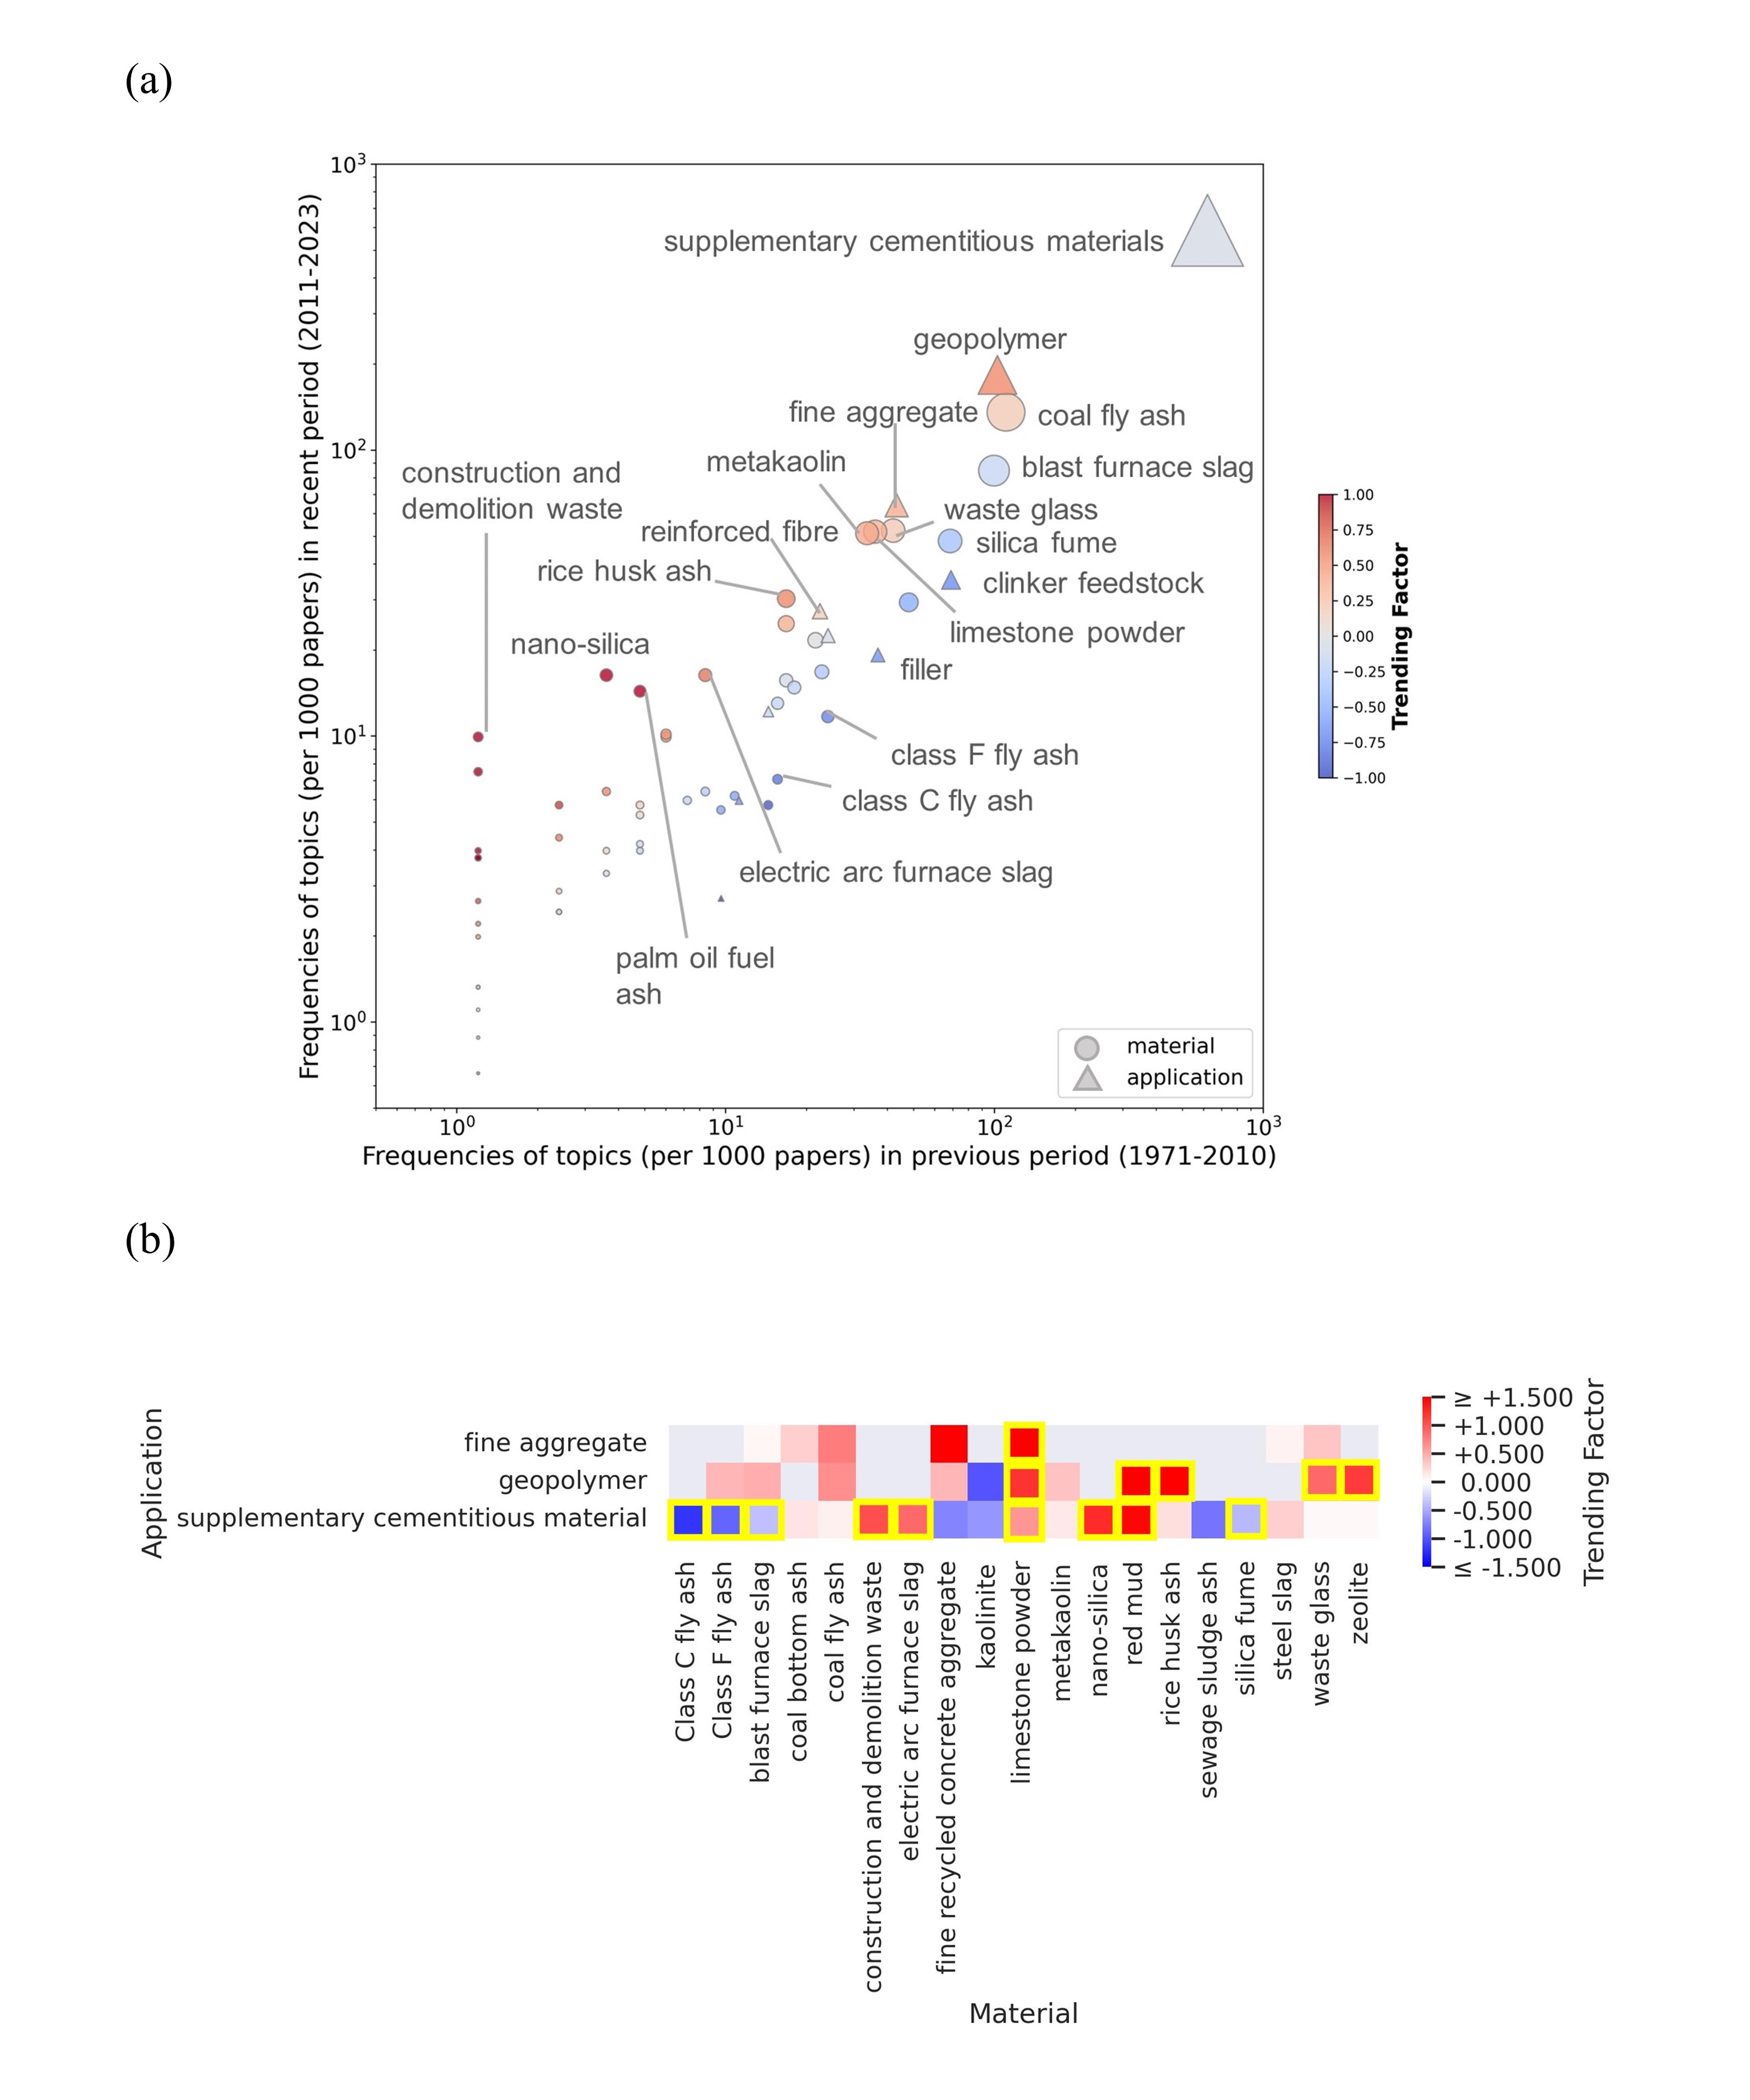 (a)
10³
10²
10¹
10⁰
Frequencies of topics (per 1000 papers) in recent period (2011-2023)
supplementary cementitious materials
geopolymer
fine aggregate
coal fly ash
metakaolin
blast furnace slag
construction and
demolition waste
waste glass
reinforced fibre
silica fume
rice husk ash
clinker feedstock
limestone powder
nano-silica
filler
class F fly ash
class C fly ash
electric arc furnace slag
palm oil fuel
ash
material
application
10⁰
10¹
10²
10³
Frequencies of topics (per 1000 papers) in previous period (1971-2010)
1.00
0.75
0.50
0.25
0.00
−0.25
−0.50
−0.75
−1.00
Trending Factor
(b)
Application
fine aggregate
geopolymer
supplementary cementitious material
≥ +1.500
+1.000
+0.500
0.000
-0.500
-1.000
≤ -1.500
Trending Factor
Class C fly ash
Class F fly ash
blast furnace slag
coal bottom ash
coal fly ash
construction and demolition waste
electric arc furnace slag
fine recycled concrete aggregate
kaolinite
limestone powder
metakaolin
nano-silica
red mud
rice husk ash
sewage sludge ash
silica fume
steel slag
waste glass
zeolite
Material